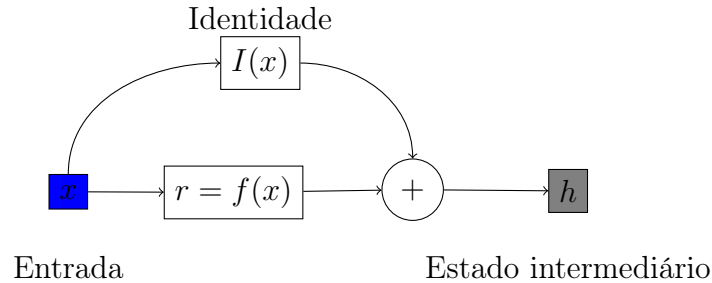 Identidade
I(x)
x
r = f(x)
+
h
Entrada
Estado intermediário